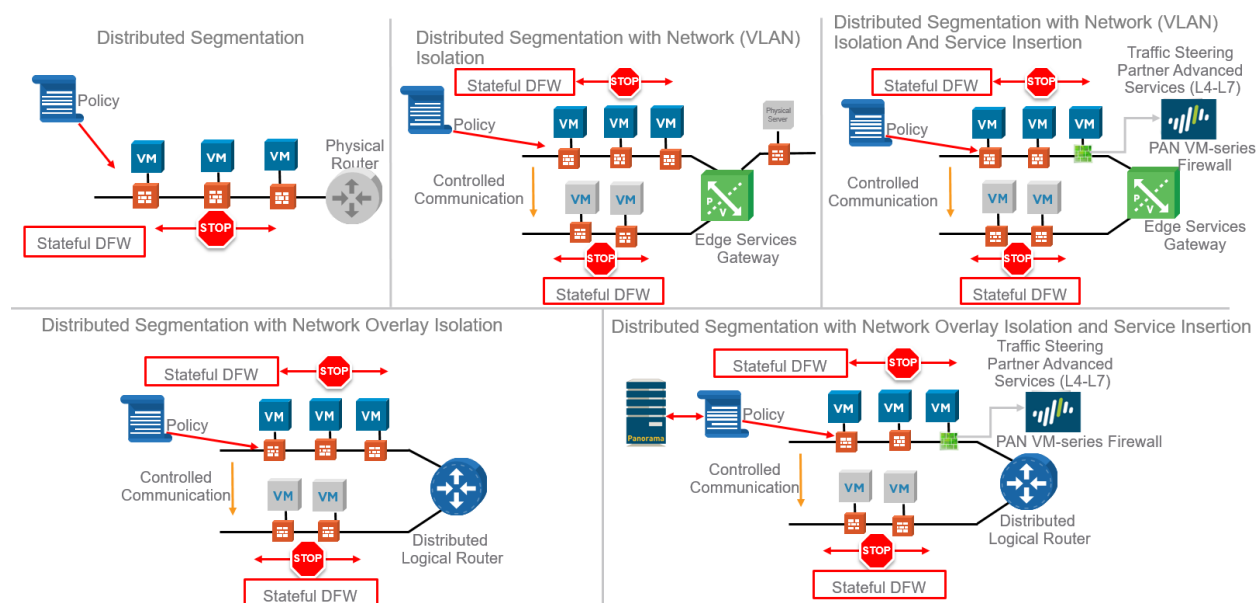 Distributed Segmentation
Policy
VM
VM
VM
Physical
Router
STOP
Stateful DFW
Distributed Segmentation with Network (VLAN)
Isolation
Stateful DFW
STOP
Policy
VM
VM
VM
Physical
Server
Controlled
Communication
VM
VM
P
V
Edge Services
Gateway
STOP
Stateful DFW
Distributed Segmentation with Network (VLAN)
Isolation And Service Insertion
Traffic Steering
Partner Advanced
Services (L4-L7)
Stateful DFW
STOP
Policy
VM
VM
VM
PAN VM-series
Firewall
Controlled
Communication
VM
VM
P
V
Edge Services
Gateway
STOP
Stateful DFW
Distributed Segmentation with Network Overlay Isolation
Stateful DFW
STOP
Policy
VM
VM
VM
Controlled
Communication
VM
VM
Distributed
Logical Router
STOP
Stateful DFW
Distributed Segmentation with Network Overlay Isolation and Service Insertion
Traffic Steering
Partner Advanced
Services (L4-L7)
Stateful DFW
STOP
Panorama
Policy
VM
VM
VM
PAN VM-series Firewall
Controlled
Communication
VM
VM
Distributed
Logical Router
STOP
Stateful DFW